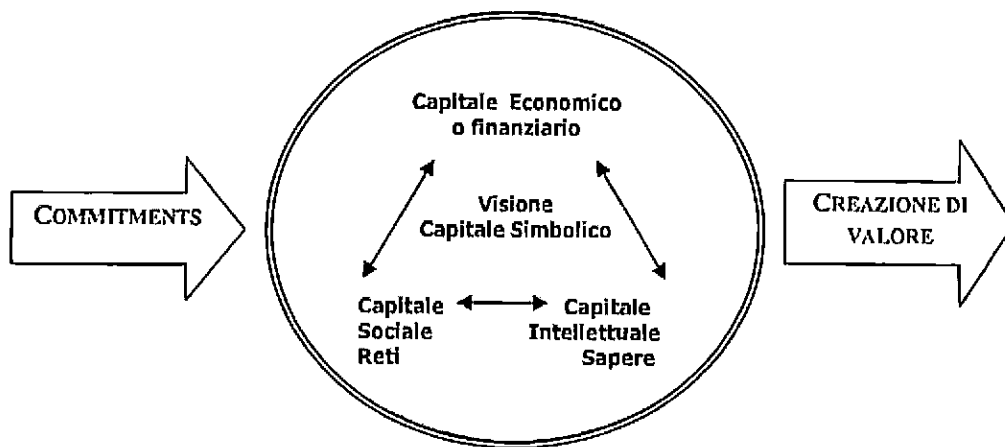 COMMITMENTS
Capitale Economico
o finanziario
Visione
Capitale Simbolico
Capitale
Sociale
Reti
Capitale
Intellettuale
Sapere
CREAZIONE DI
VALORE